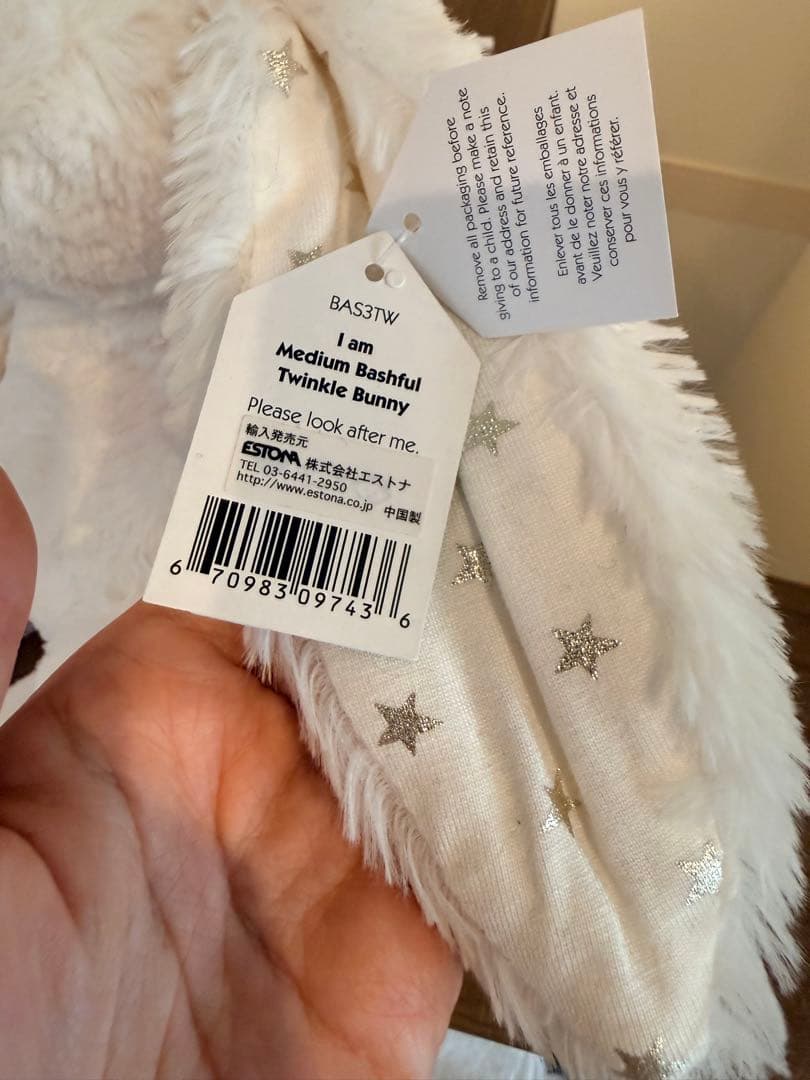 Remove all packaging before
giving to a child. Please make a note
of our address and retain this
information for future reference.
Enlever tous les emballages
avant de le donner à un enfant.
Veuillez noter notre adresse et
conserver ces informations
pour vous y référer.
BAS3TW
I am
Medium Bashful
Twinkle Bunny
Please look after me.
輸入発売元
ESTONA 株式会社エストナ
TEL 03-6441-2950
http://www.estona.co.jp 中国製
6 70983 09743 6